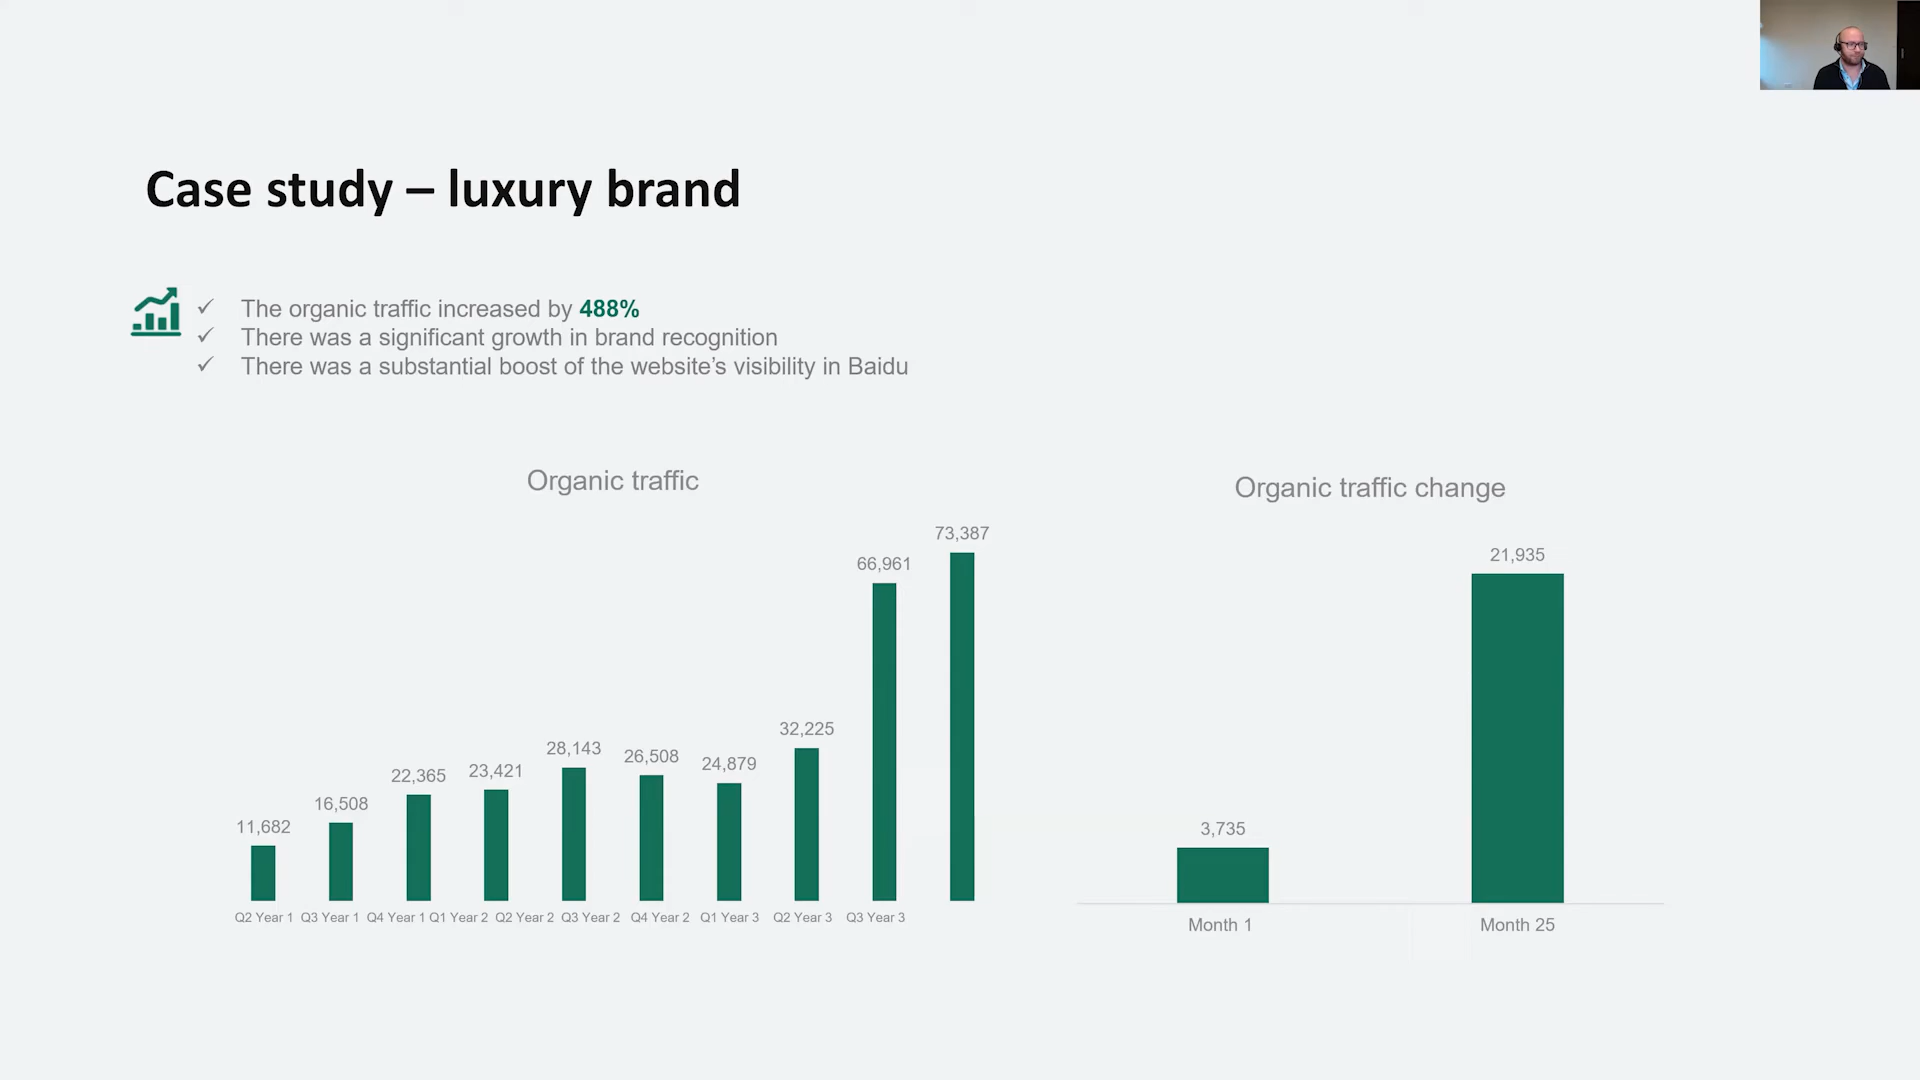 Case study – luxury brand
✓ The organic traffic increased by 488%
✓ There was a significant growth in brand recognition
✓ There was a substantial boost of the website's visibility in Baidu
Organic traffic
73,387
66,961
32,225
28,143
26,508
24,879
23,421
22,365
16,508
11,682
Q2 Year 1 Q3 Year 1 Q4 Year 1 Q1 Year 2 Q2 Year 2 Q3 Year 2 Q4 Year 2 Q1 Year 3 Q2 Year 3 Q3 Year 3
Organic traffic change
21,935
3,735
Month 1 Month 25